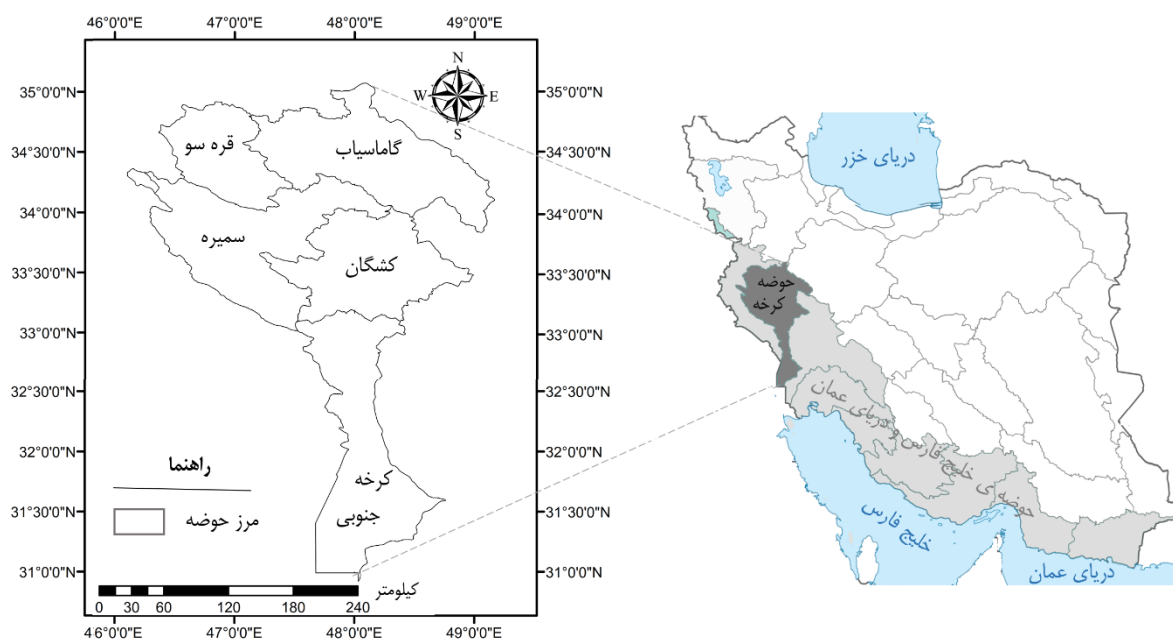 46°0'0"E 47°0'0"E 48°0'0"E 49°0'0"E
N
W E
S
35°0'0"N
34°30'0"N
34°0'0"N
33°30'0"N
33°0'0"N
32°30'0"N
32°0'0"N
31°30'0"N
31°0'0"N
قره سو
گاماسیاب
سمیره
کشگان
کرخه
جنوبی
راهنما
مرز حوضه
0 30 60 120 180 240
کیلومتر
46°0'0"E 47°0'0"E 48°0'0"E 49°0'0"E
35°0'0"N
34°30'0"N
34°0'0"N
33°30'0"N
33°0'0"N
32°30'0"N
32°0'0"N
31°30'0"N
31°0'0"N
دریای خزر
حوضه
کرخه
حوضه ی خلیج فارس و دریای عمان
خلیج فارس
دریای عمان